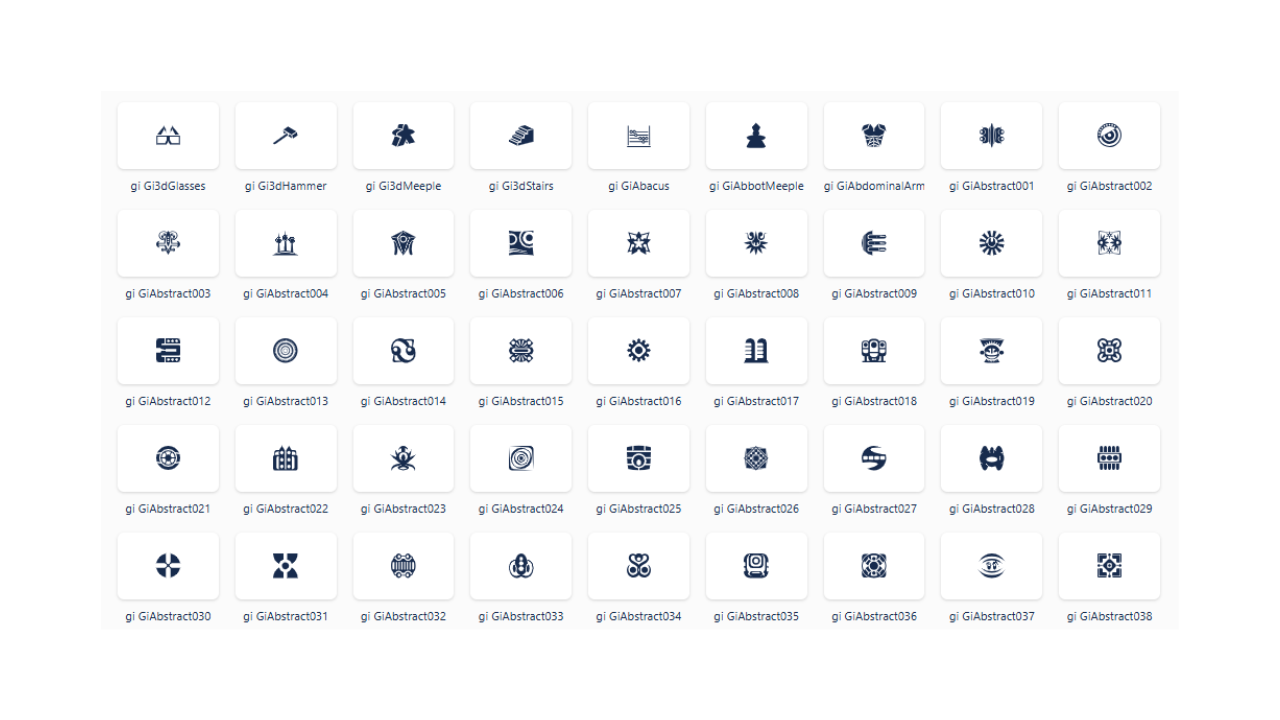 gi Gi3dGlasses gi Gi3dHammer gi Gi3dMeeple gi Gi3dStairs gi GiAbacus gi GiAbbotMeeple gi GiAbdominalArm gi GiAbstract001 gi GiAbstract002
gi GiAbstract003 gi GiAbstract004 gi GiAbstract005 gi GiAbstract006 gi GiAbstract007 gi GiAbstract008 gi GiAbstract009 gi GiAbstract010 gi GiAbstract011
gi GiAbstract012 gi GiAbstract013 gi GiAbstract014 gi GiAbstract015 gi GiAbstract016 gi GiAbstract017 gi GiAbstract018 gi GiAbstract019 gi GiAbstract020
gi GiAbstract021 gi GiAbstract022 gi GiAbstract023 gi GiAbstract024 gi GiAbstract025 gi GiAbstract026 gi GiAbstract027 gi GiAbstract028 gi GiAbstract029
gi GiAbstract030 gi GiAbstract031 gi GiAbstract032 gi GiAbstract033 gi GiAbstract034 gi GiAbstract035 gi GiAbstract036 gi GiAbstract037 gi GiAbstract038